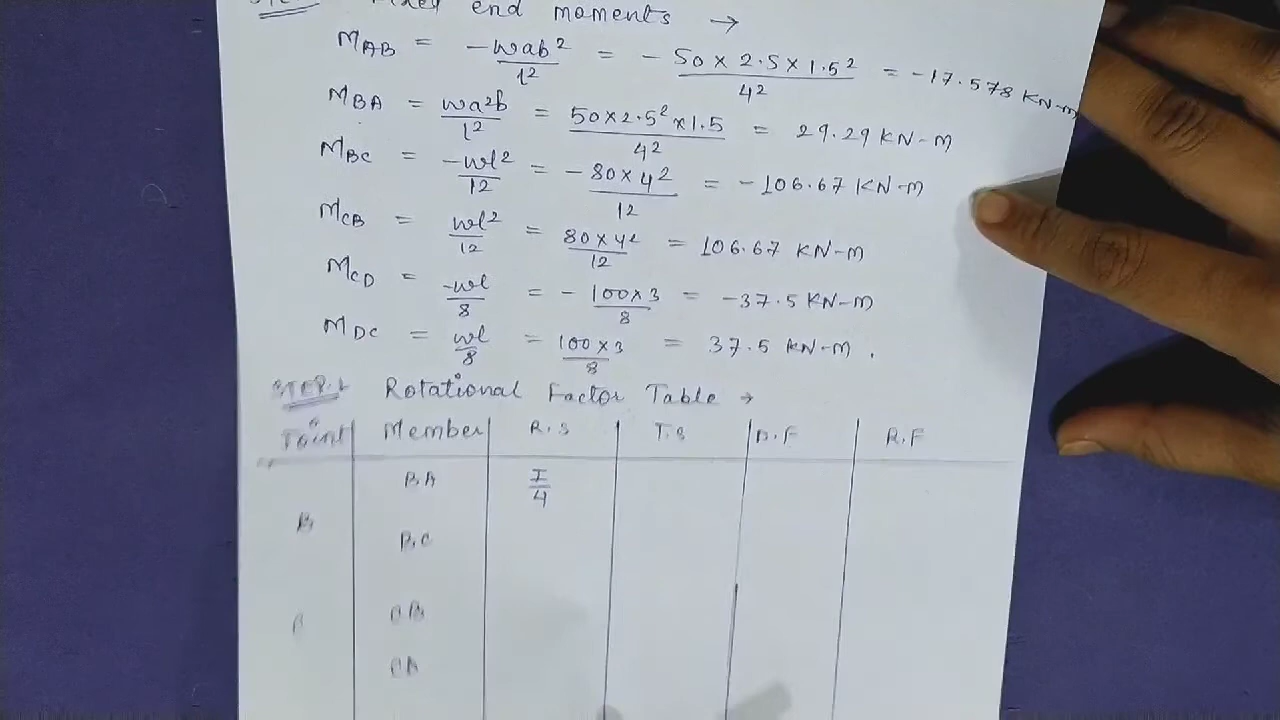 end moments →
MAB = -wab²/l² = - 50 × 2.5 × 1.5²/4² = -17.578 KN-m
MBA = wa²b/l² = 50×2.5²×1.5/4² = 29.29 KN-m
MBC = -wl²/12 = - 80×4²/12 = -106.67 KN-m
MCB = wl²/12 = 80×4²/12 = 106.67 KN-m
MCD = -wl/8 = - 100×3/8 = -37.5 KN-m
MDC = wl/8 = 100×3/8 = 37.5 KN-m.
Rotational Factor Table →
Joint Member R.S T.S D.F R.F
BA I/4
B
BC